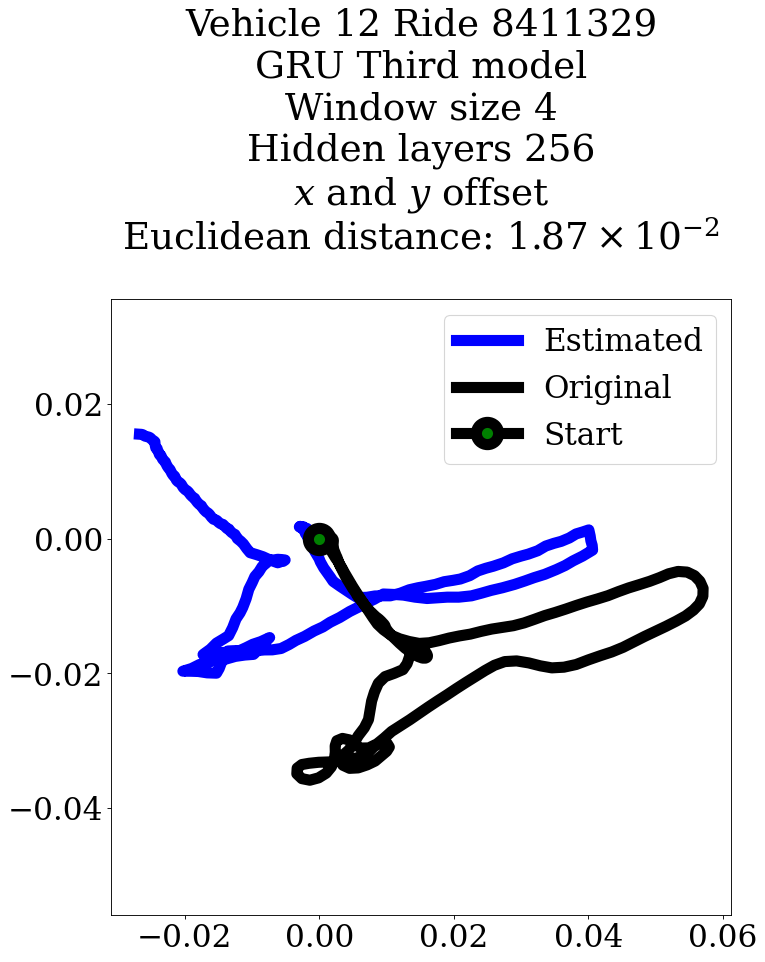 Vehicle 12 Ride 8411329
GRU Third model
Window size 4
Hidden layers 256
x and y offset
Euclidean distance: 1.87 × 10⁻²
Estimated
Original
Start
0.02
0.00
−0.02
−0.04
−0.02 0.00 0.02 0.04 0.06